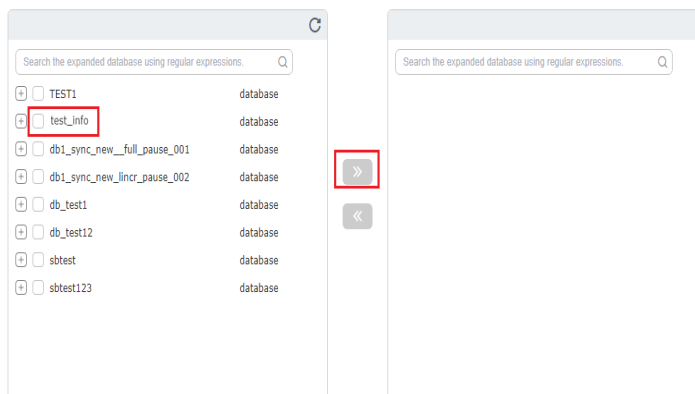 Search the expanded database using regular expressions. Search the expanded database using regular expressions.
TEST1 database
test_info database
db1_sync_new__full_pause_001 database
db1_sync_new_lincr_pause_002 database
db_test1 database
db_test12 database
sbtest database
sbtest123 database